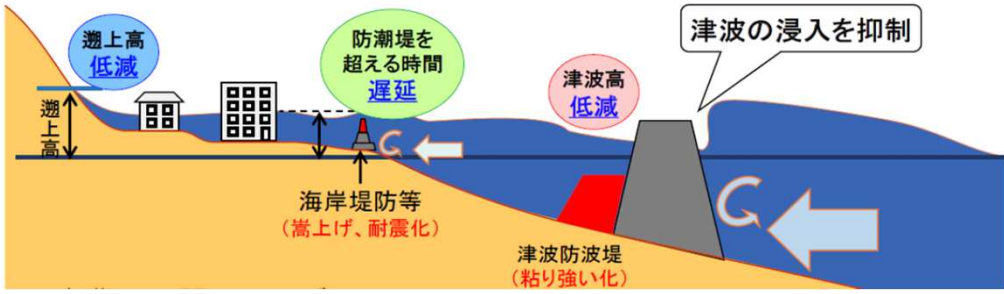 遡上高
低減
防潮堤を
超える時間
遅延
津波高
低減
津波の浸入を抑制
遡上高
海岸堤防等
(嵩上げ、耐震化)
津波防波堤
(粘り強い化)